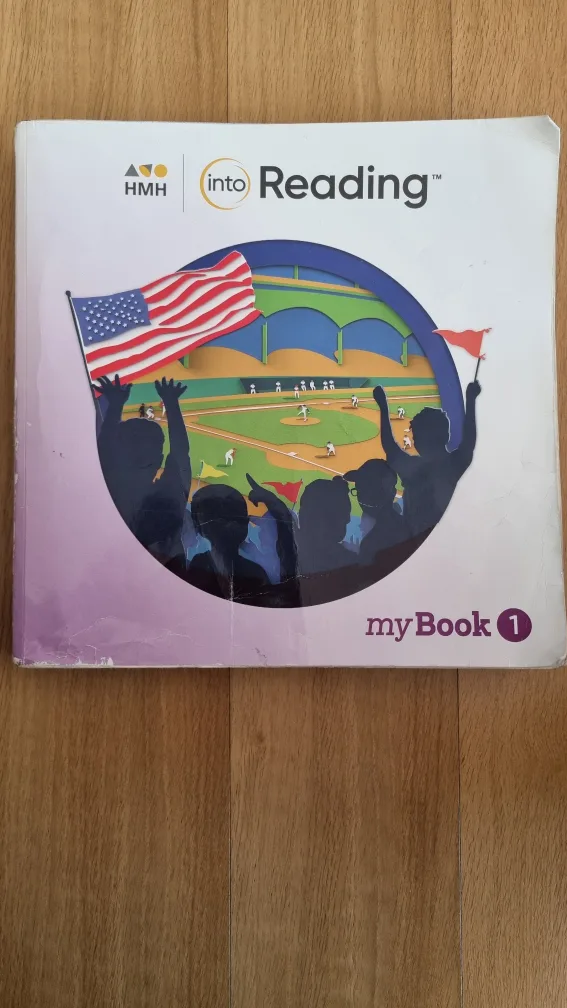 HMH
into Reading™
myBook 1